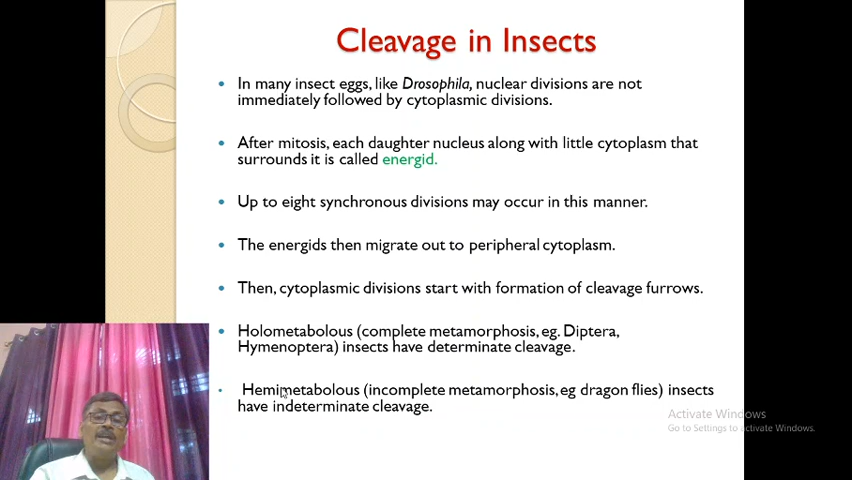 Cleavage in Insects
In many insect eggs, like Drosophila, nuclear divisions are not
immediately followed by cytoplasmic divisions.
After mitosis, each daughter nucleus along with little cytoplasm that
surrounds it is called energid.
Up to eight synchronous divisions may occur in this manner.
The energids then migrate out to peripheral cytoplasm.
Then, cytoplasmic divisions start with formation of cleavage furrows.
Holometabolous (complete metamorphosis, eg. Diptera,
Hymenoptera) insects have determinate cleavage.
Hemimetabolous (incomplete metamorphosis, eg dragon flies) insects
have indeterminate cleavage.
Activate Windows
Go to Settings to activate Windows.